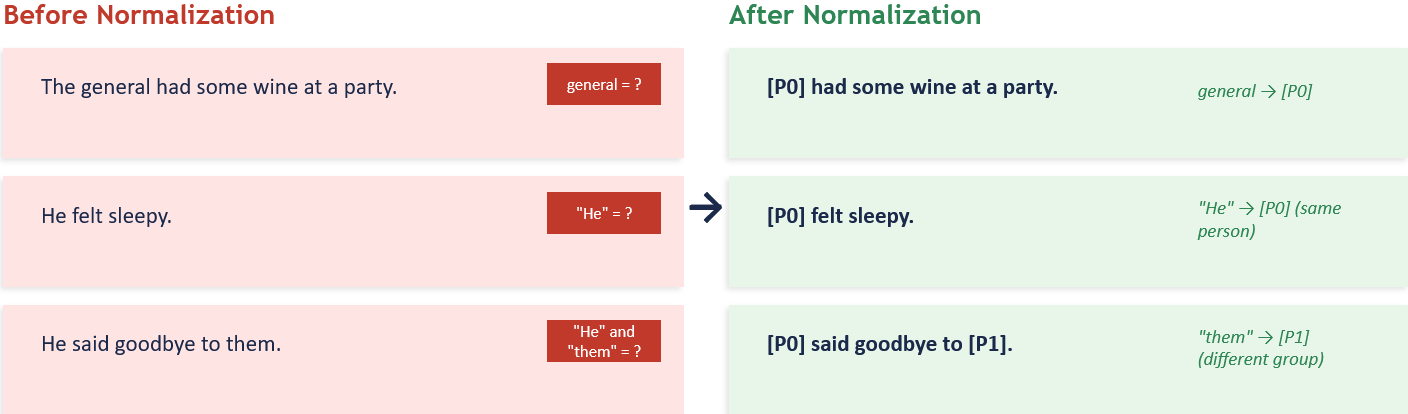 Before Normalization
The general had some wine at a party.
general = ?
He felt sleepy.
"He" = ?
He said goodbye to them.
"He" and
"them" = ?
→
After Normalization
[P0] had some wine at a party.
general → [P0]
[P0] felt sleepy.
"He" → [P0] (same
person)
[P0] said goodbye to [P1].
"them" → [P1]
(different group)